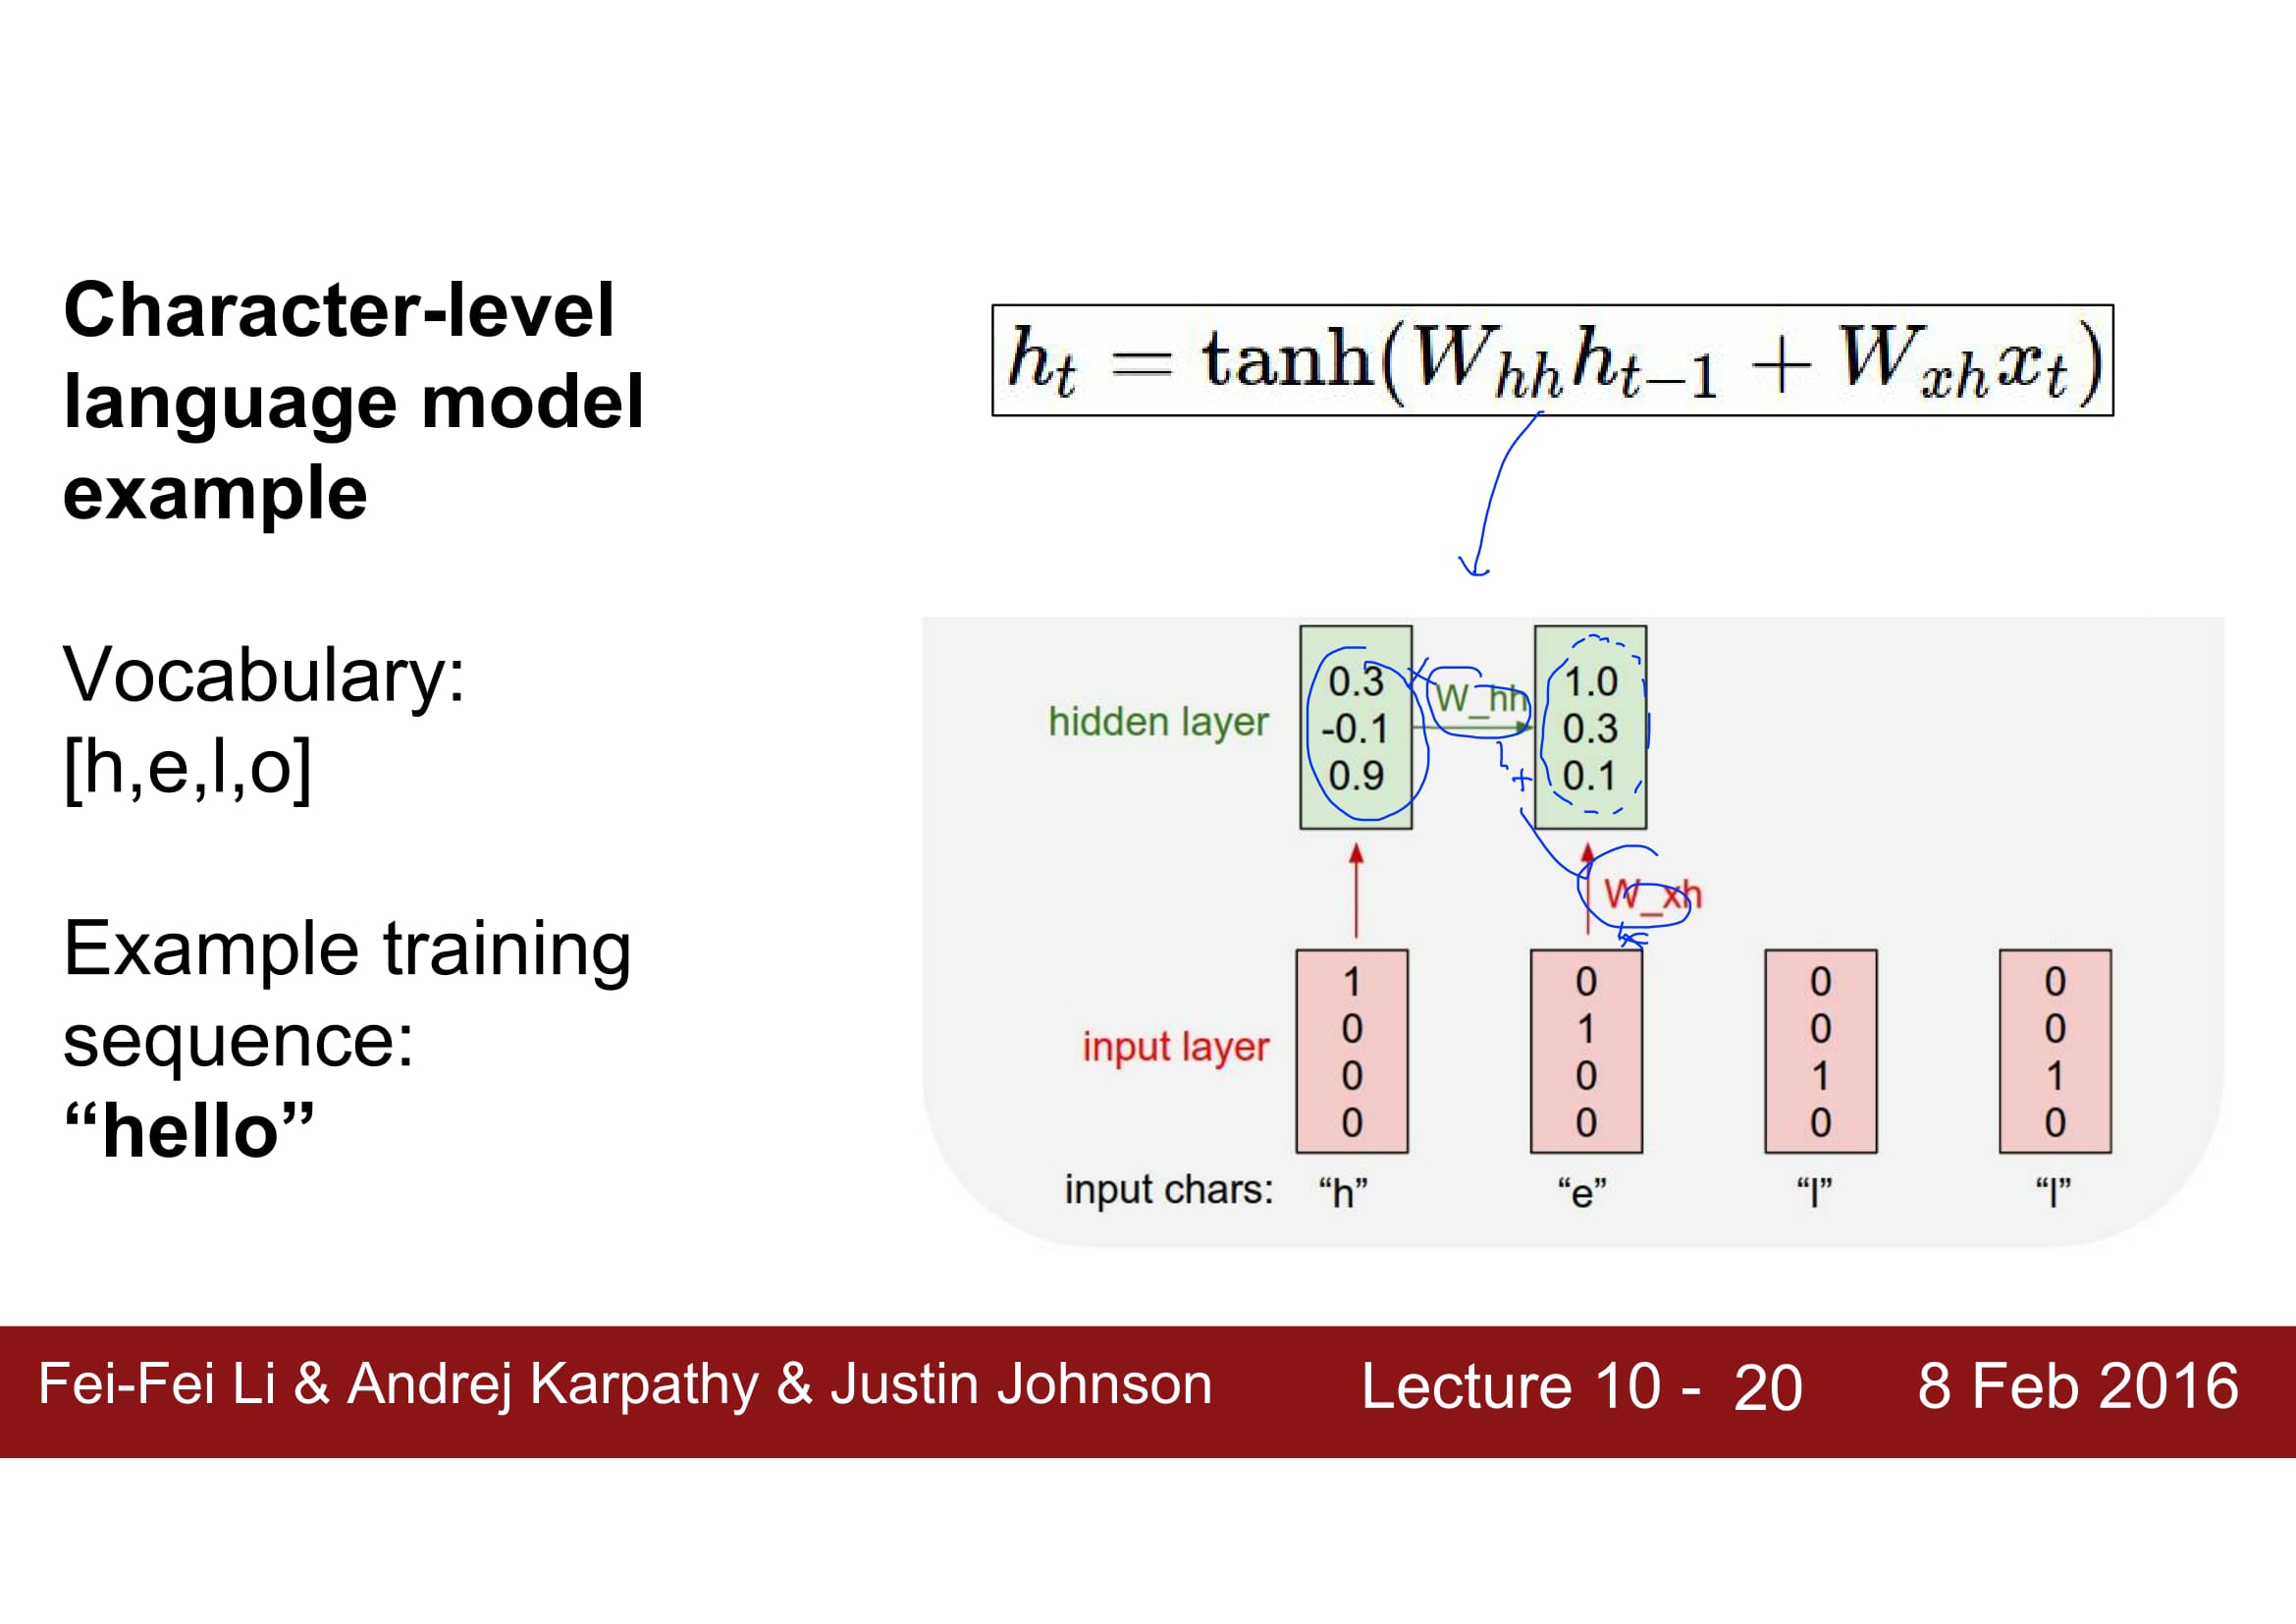 Character-level
language model
example
Vocabulary:
[h,e,l,o]
Example training
sequence:
“hello”
h_t = tanh(W_{hh}h_{t−1} + W_{xh}x_t)
hidden layer
0.3
-0.1
0.9
W_hh
1.0
0.3
0.1
+
W_xh
input layer
1
0
0
0
0
1
0
0
0
0
1
0
0
0
1
0
input chars: “h” “e” “l” “l”
Fei-Fei Li & Andrej Karpathy & Justin Johnson Lecture 10 - 20 8 Feb 2016